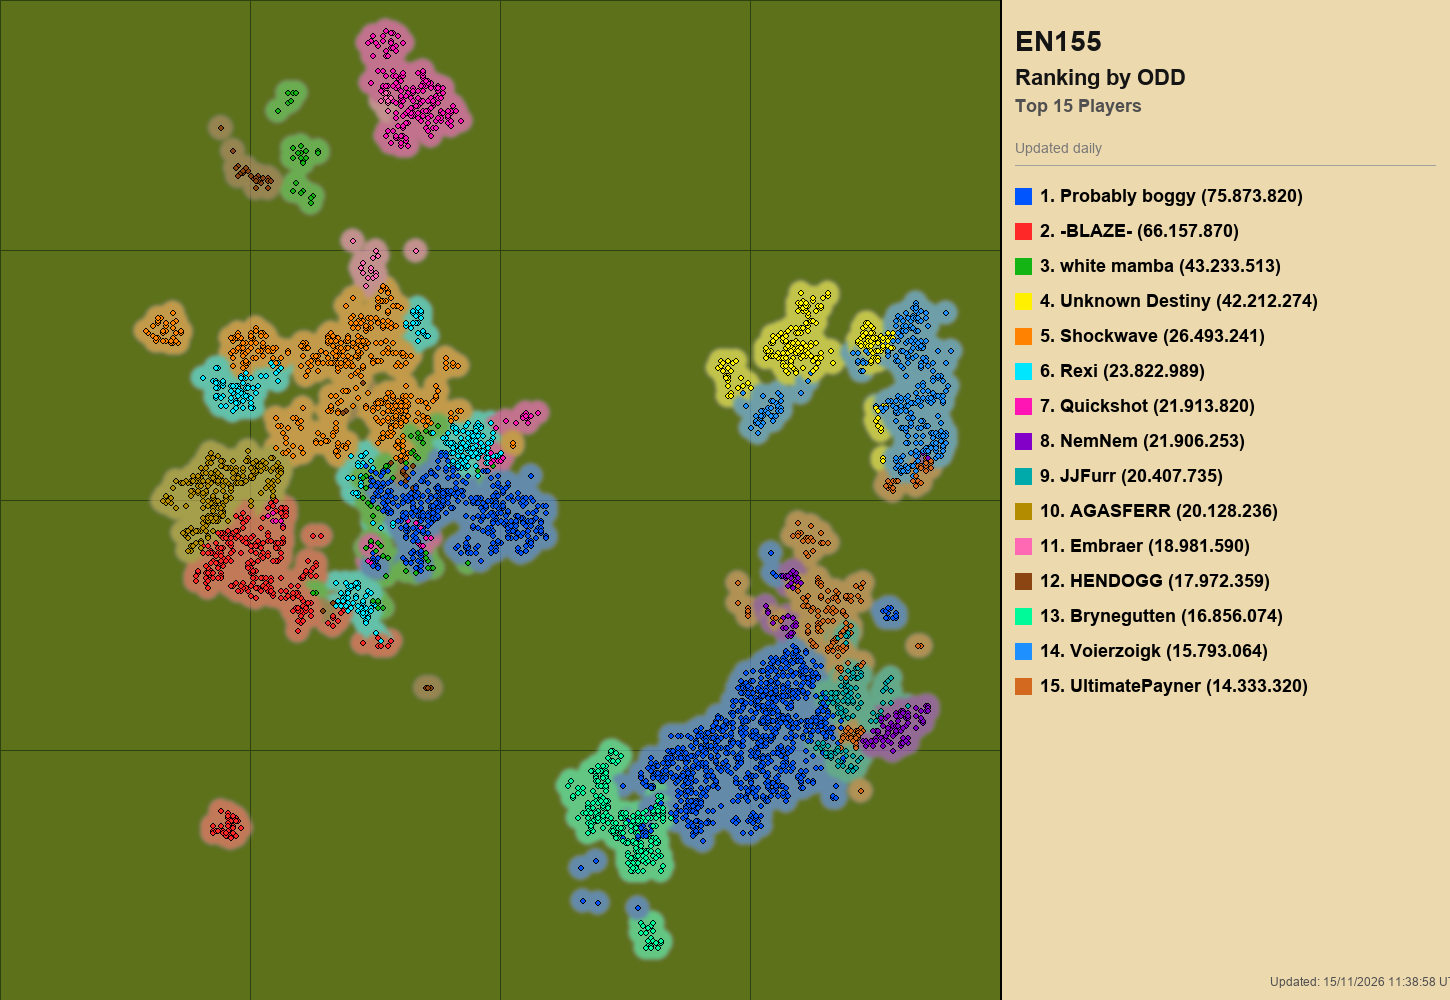 EN155
Ranking by ODD
Top 15 Players
Updated daily
1. Probably boggy (75.873.820)
2. -BLAZE- (66.157.870)
3. white mamba (43.233.513)
4. Unknown Destiny (42.212.274)
5. Shockwave (26.493.241)
6. Rexi (23.822.989)
7. Quickshot (21.913.820)
8. NemNem (21.906.253)
9. JJFurr (20.407.735)
10. AGASFERR (20.128.236)
11. Embraer (18.981.590)
12. HENDOGG (17.972.359)
13. Brynegutten (16.856.074)
14. Voierzoigk (15.793.064)
15. UltimatePayner (14.333.320)
Updated: 15/11/2026 11:38:58 U